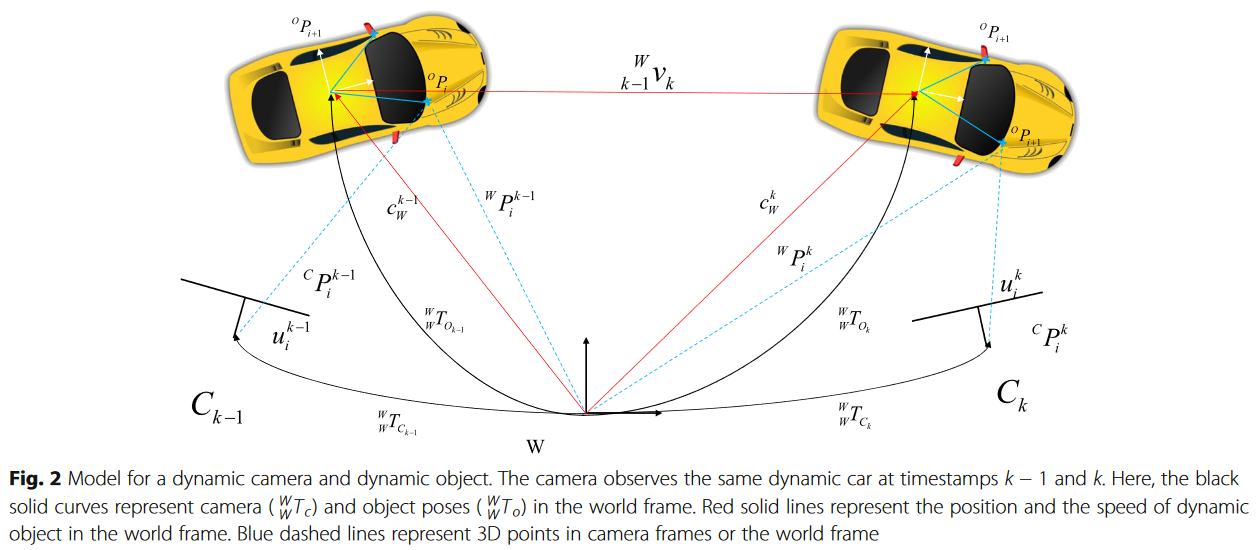 ^{O}P_{i+1}
^{O}P_{i+1}
^{W}_{k-1}v_{k}
^{O}P_{i}
^{O}P_{i+1}
c_{W}^{k-1}
^{W}P_{i}^{k-1}
c_{W}^{k}
^{W}P_{i}^{k}
^{C}P_{i}^{k-1}
u_{i}^{k}
^{W}_{W}T_{O_{k-1}}
^{W}_{W}T_{O_{k}}
u_{i}^{k-1}
^{C}P_{i}^{k}
C_{k-1}
C_{k}
^{W}_{W}T_{C_{k-1}}
^{W}_{W}T_{C_{k}}
W
Fig. 2 Model for a dynamic camera and dynamic object. The camera observes the same dynamic car at timestamps k − 1 and k. Here, the black
solid curves represent camera (^{W}_{W}T_{c}) and object poses (^{W}_{W}T_{o}) in the world frame. Red solid lines represent the position and the speed of dynamic
object in the world frame. Blue dashed lines represent 3D points in camera frames or the world frame